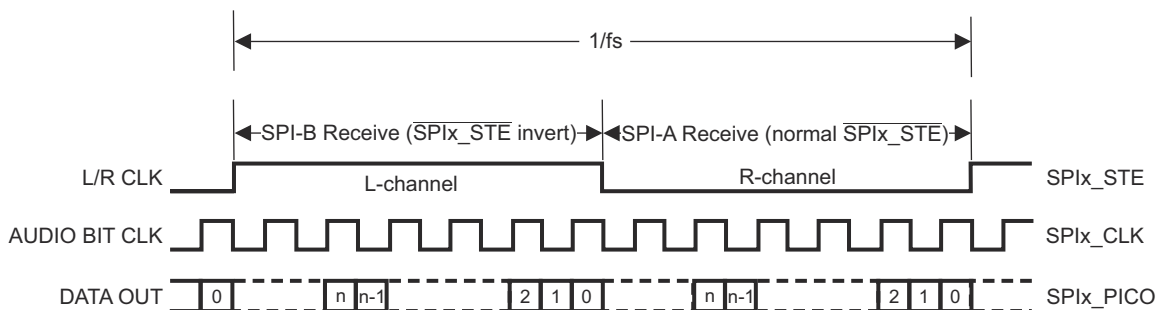 1/fs
SPI-B Receive (SPIx_STE invert) SPI-A Receive (normal SPIx_STE)
L/R CLK L-channel R-channel SPIx_STE
AUDIO BIT CLK SPIx_CLK
DATA OUT 0 n n-1 2 1 0 n n-1 2 1 0 SPIx_PICO